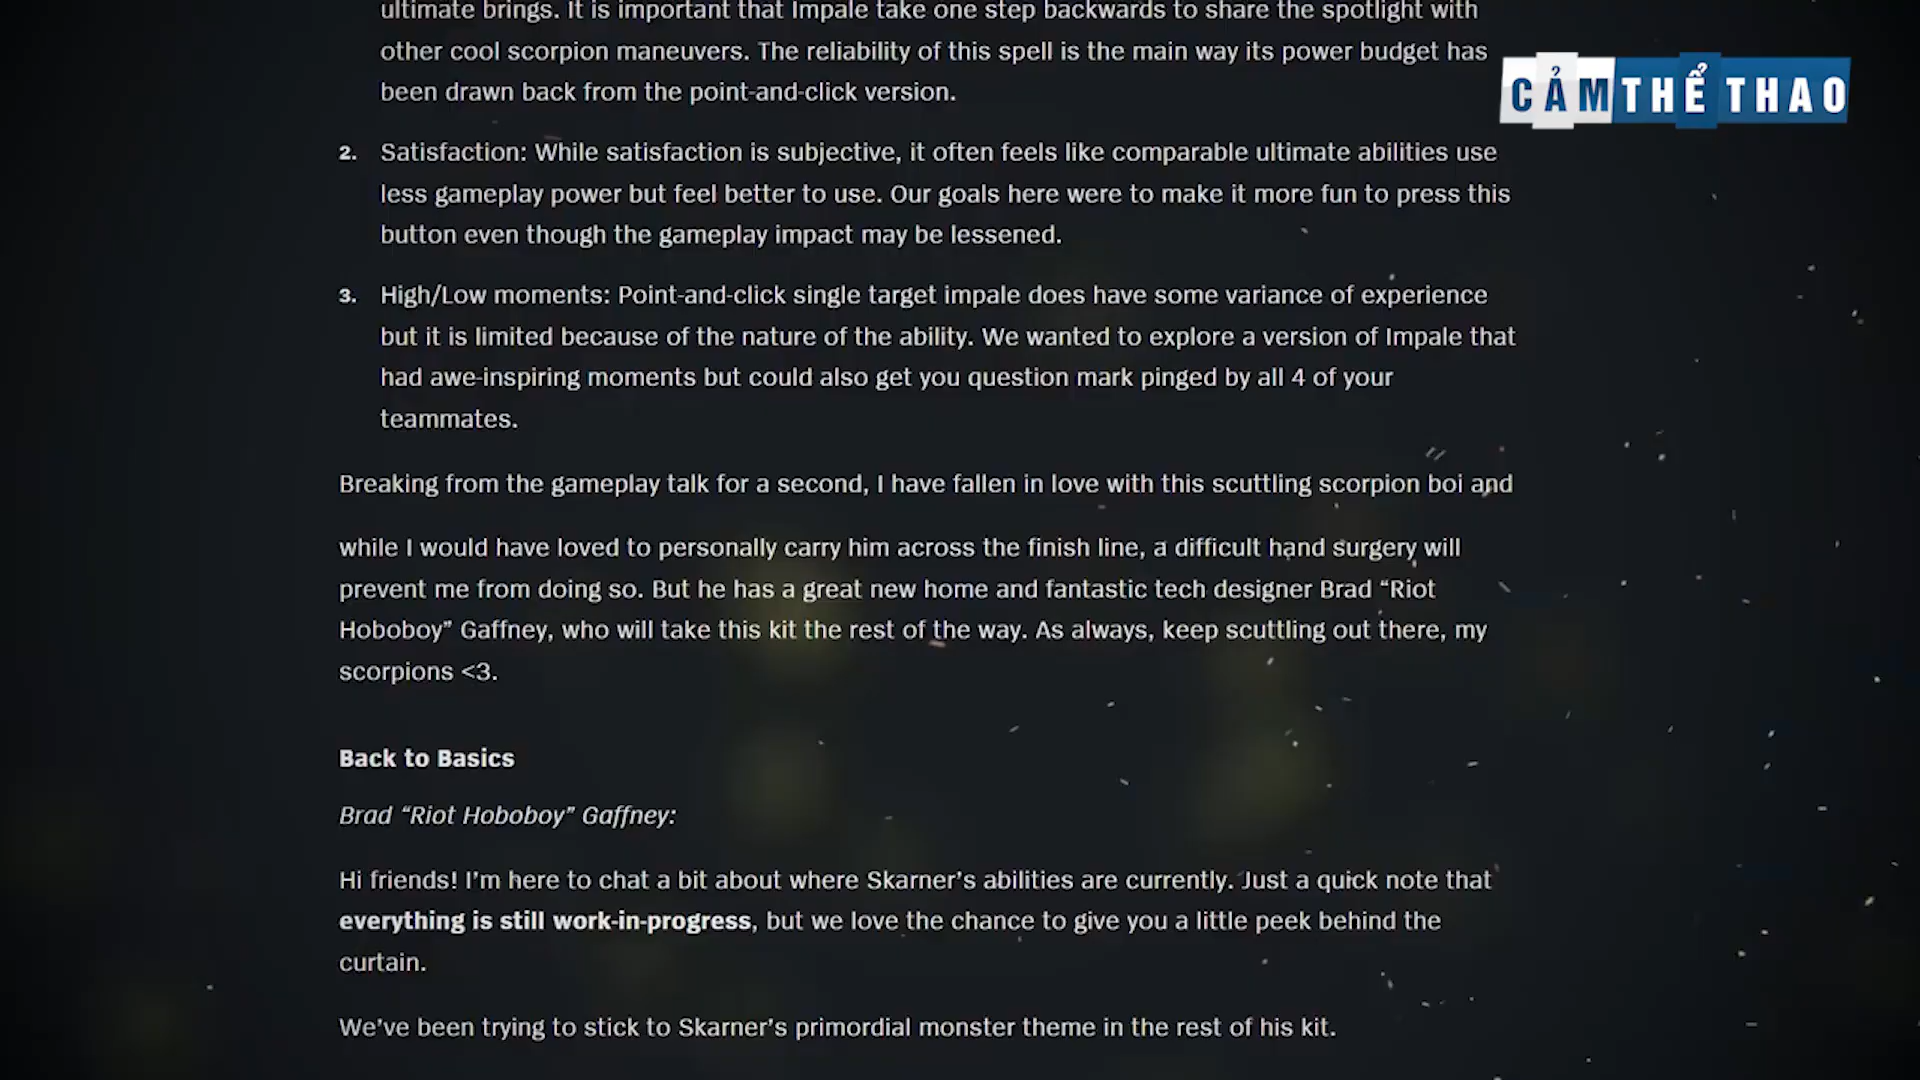 ultimate brings. It is important that Impale take one step backwards to share the spotlight with
other cool scorpion maneuvers. The reliability of this spell is the main way its power budget has
been drawn back from the point-and-click version.
CẢM THỂ THAO
2. Satisfaction: While satisfaction is subjective, it often feels like comparable ultimate abilities use
less gameplay power but feel better to use. Our goals here were to make it more fun to press this
button even though the gameplay impact may be lessened.
3. High/Low moments: Point-and-click single target impale does have some variance of experience
but it is limited because of the nature of the ability. We wanted to explore a version of Impale that
had awe-inspiring moments but could also get you question mark pinged by all 4 of your
teammates.
Breaking from the gameplay talk for a second, I have fallen in love with this scuttling scorpion boi and
while I would have loved to personally carry him across the finish line, a difficult hand surgery will
prevent me from doing so. But he has a great new home and fantastic tech designer Brad “Riot
Hoboboy” Gaffney, who will take this kit the rest of the way. As always, keep scuttling out there, my
scorpions <3.
Back to Basics
Brad “Riot Hoboboy” Gaffney:
Hi friends! I’m here to chat a bit about where Skarner’s abilities are currently. Just a quick note that
everything is still work-in-progress, but we love the chance to give you a little peek behind the
curtain.
We’ve been trying to stick to Skarner’s primordial monster theme in the rest of his kit.